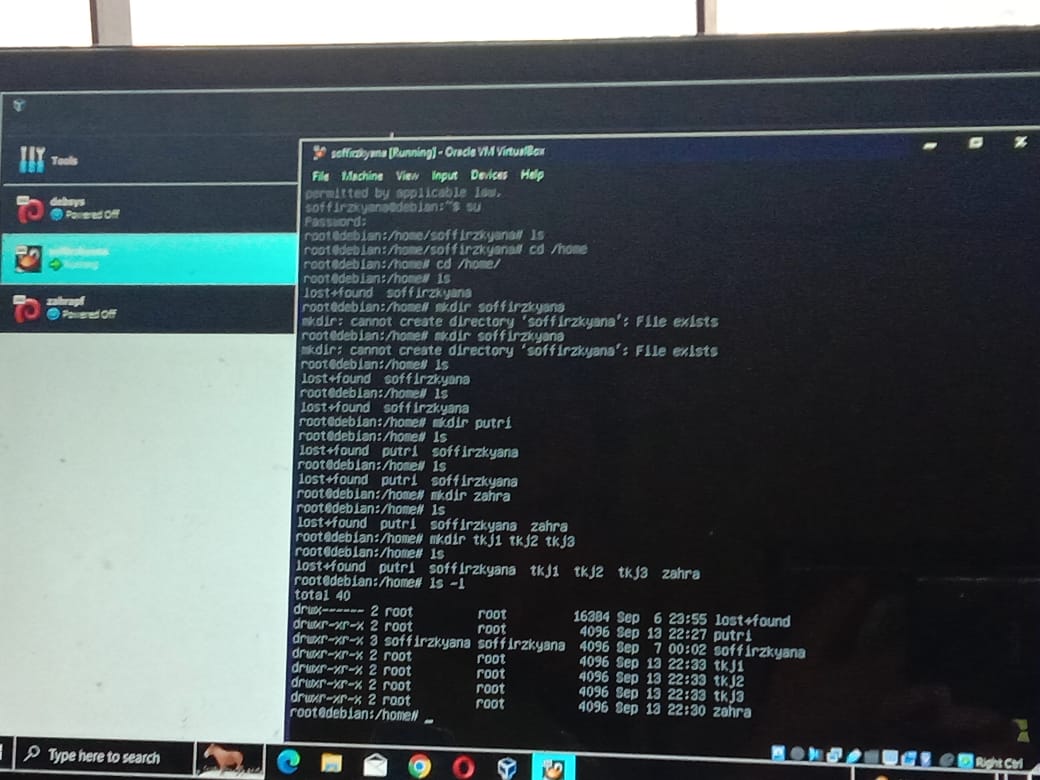 Tools
debsys
Powered Off
soffirzkyana
Running
zahrapf
Powered Off
soffirzkyana [Running] - Oracle VM VirtualBox
File Machine View Input Devices Help
permitted by applicable law.
soffirzkyana@debian:~$ su
Password:
root@debian:/home/soffirzkyana# ls
root@debian:/home/soffirzkyana# cd /home
root@debian:/home# cd /home/
root@debian:/home# ls
lost+found soffirzkyana
root@debian:/home# mkdir soffirzkyana
mkdir: cannot create directory ‘soffirzkyana’: File exists
root@debian:/home# mkdir soffirzkyana
mkdir: cannot create directory ‘soffirzkyana’: File exists
root@debian:/home# ls
lost+found soffirzkyana
root@debian:/home# ls
lost+found soffirzkyana
root@debian:/home# mkdir putri
root@debian:/home# ls
lost+found putri soffirzkyana
root@debian:/home# ls
lost+found putri soffirzkyana
root@debian:/home# mkdir zahra
root@debian:/home# ls
lost+found putri soffirzkyana zahra
root@debian:/home# mkdir tkj1 tkj2 tkj3
root@debian:/home# ls
lost+found putri soffirzkyana tkj1 tkj2 tkj3 zahra
root@debian:/home# ls -l
total 40
drwx------ 2 root root 16384 Sep 6 23:55 lost+found
drwxr-xr-x 2 root root 4096 Sep 13 22:27 putri
drwxr-xr-x 3 soffirzkyana soffirzkyana 4096 Sep 7 00:02 soffirzkyana
drwxr-xr-x 2 root root 4096 Sep 13 22:33 tkj1
drwxr-xr-x 2 root root 4096 Sep 13 22:33 tkj2
drwxr-xr-x 2 root root 4096 Sep 13 22:33 tkj3
drwxr-xr-x 2 root root 4096 Sep 13 22:30 zahra
root@debian:/home# _
Type here to search
Right Ctrl